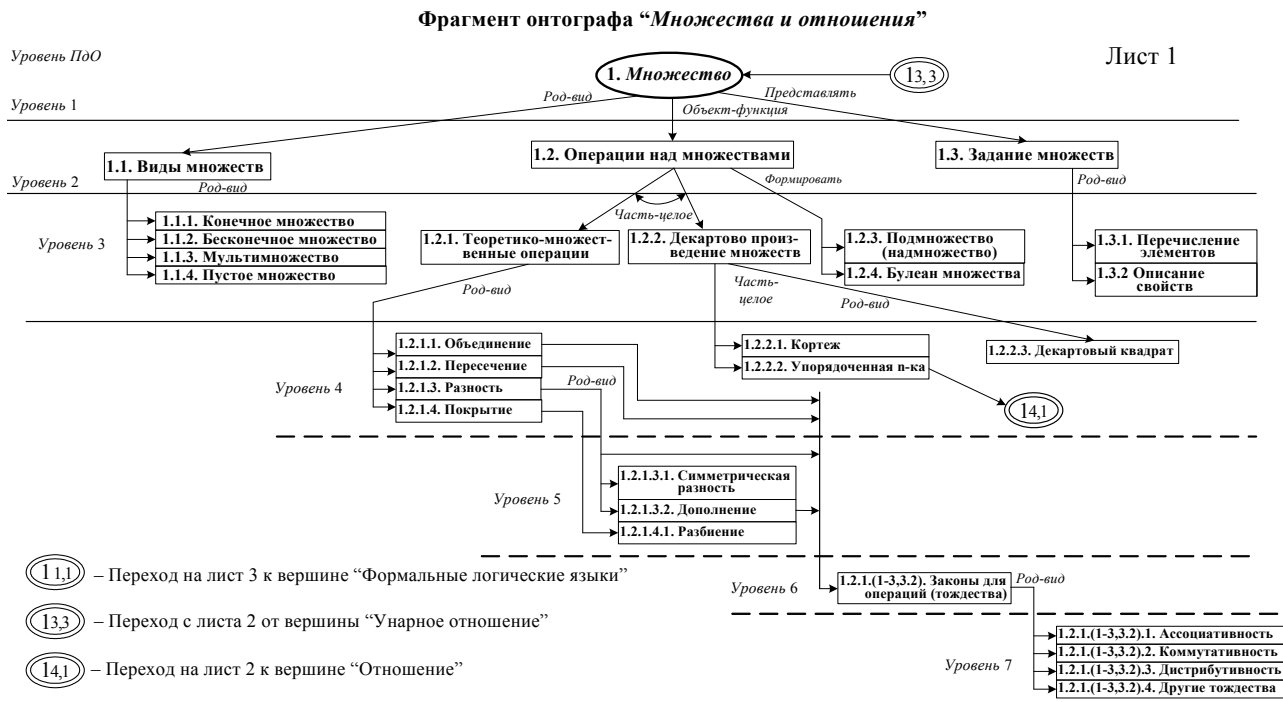 Фрагмент онтографа “Множества и отношения”
Уровень ПдО
Лист 1
1. Множество
13,3
Род-вид
Представлять
Уровень 1
Объект-функция
1.1. Виды множеств
1.2. Операции над множествами
1.3. Задание множеств
Уровень 2
Род-вид
Формировать
Род-вид
Часть-целое
Уровень 3
1.1.1. Конечное множество
1.1.2. Бесконечное множество
1.1.3. Мультимножество
1.1.4. Пустое множество
1.2.1. Теоретико-множест-
венные операции
1.2.2. Декартово произ-
ведение множеств
1.2.3. Подмножество
(надмножество)
1.2.4. Булеан множества
1.3.1. Перечисление
элементов
1.3.2 Описание
свойств
Род-вид
Часть-
целое
Род-вид
1.2.1.1. Объединение
1.2.1.2. Пересечение
1.2.1.3. Разность
1.2.1.4. Покрытие
1.2.2.1. Кортеж
1.2.2.2. Упорядоченная n-ка
1.2.2.3. Декартовый квадрат
Уровень 4
Род-вид
14,1
1.2.1.3.1. Симметрическая
разность
1.2.1.3.2. Дополнение
1.2.1.4.1. Разбиение
Уровень 5
11,1 – Переход на лист 3 к вершине “Формальные логические языки”
Уровень 6
1.2.1.(1-3,3.2). Законы для
операций (тождества)
Род-вид
13,3 – Переход с листа 2 от вершины “Унарное отношение”
14,1 – Переход на лист 2 к вершине “Отношение”
Уровень 7
1.2.1.(1-3,3.2).1. Ассоциативность
1.2.1.(1-3,3.2).2. Коммутативность
1.2.1.(1-3,3.2).3. Дистрибутивность
1.2.1.(1-3,3.2).4. Другие тождества